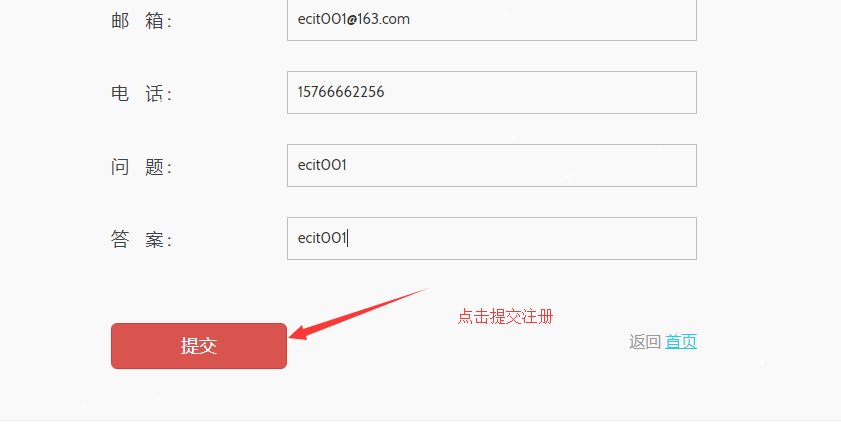 邮 箱: ecit001@163.com
电 话: 15766662256
问 题: ecit001
答 案: ecit001
点击提交注册
提交 返回 首页